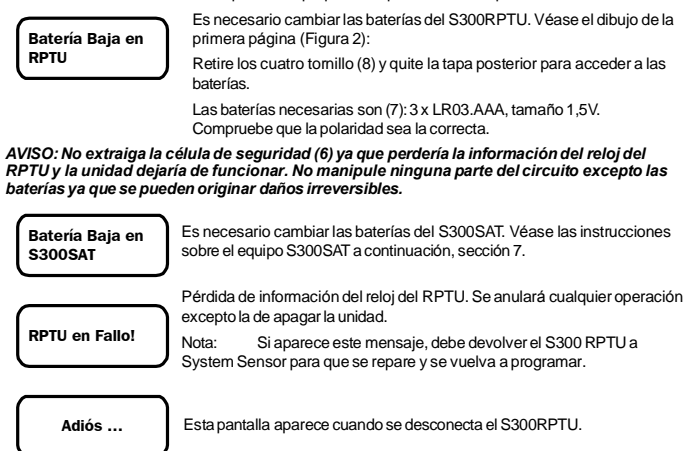 Batería Baja en
RPTU
Es necesario cambiar las baterías del S300RPTU. Véase el dibujo de la
primera página (Figura 2):
Retire los cuatro tornillo (8) y quite la tapa posterior para acceder a las
baterías.
Las baterías necesarias son (7): 3 x LR03.AAA, tamaño 1,5V.
Compruebe que la polaridad sea la correcta.
AVISO: No extraiga la célula de seguridad (6) ya que perdería la información del reloj del
RPTU y la unidad dejaría de funcionar. No manipule ninguna parte del circuito excepto las
baterías ya que se pueden originar daños irreversibles.
Batería Baja en
S300SAT
Es necesario cambiar las baterías del S300SAT. Véase las instrucciones
sobre el equipo S300SAT a continuación, sección 7.
RPTU en Fallo!
Pérdida de información del reloj del RPTU. Se anulará cualquier operación
excepto la de apagar la unidad.
Nota: Si aparece este mensaje, debe devolver el S300 RPTU a
System Sensor para que se repare y se vuelva a programar.
Adiós ...
Esta pantalla aparece cuando se desconecta el S300RPTU.